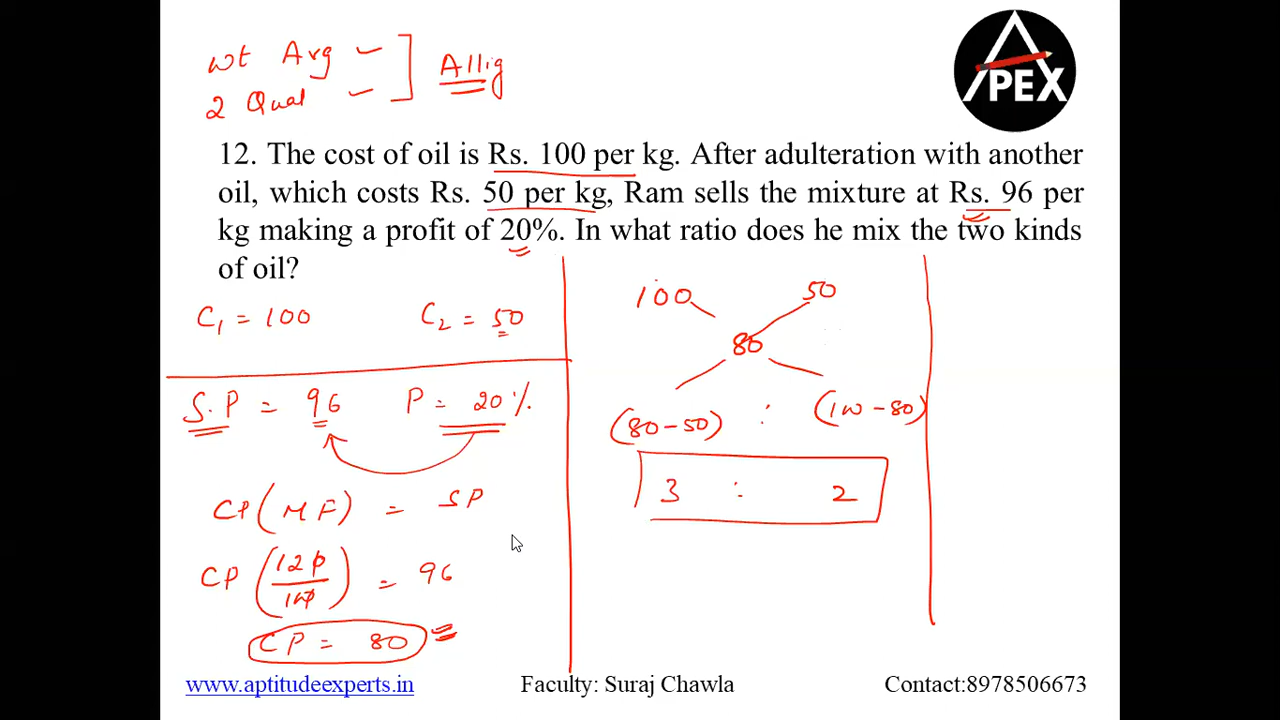 wt Avg
2 Qual
Allig
APEX
12. The cost of oil is Rs. 100 per kg. After adulteration with another
oil, which costs Rs. 50 per kg, Ram sells the mixture at Rs. 96 per
kg making a profit of 20%. In what ratio does he mix the two kinds
of oil?
C1 = 100 C2 = 50
S.P = 96 P = 20%
CP (MF) = SP
CP (120/100) = 96
CP = 80
100 50
80
(80-50) : (100-80)
3 : 2
www.aptitudeexperts.in Faculty: Suraj Chawla Contact:8978506673